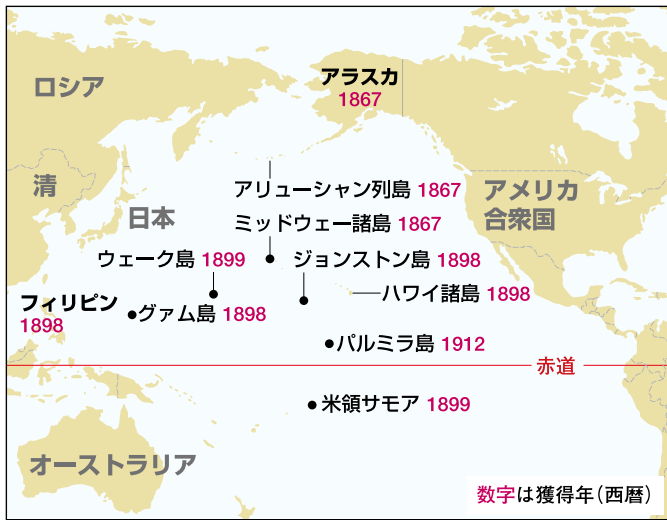 アラスカ
1867
ロシア
清
日本
アリューシャン列島 1867
アメリカ
合衆国
ミッドウェー諸島 1867
ウェーク島 1899
ジョンストン島 1898
フィリピン
1898
グァム島 1898
ハワイ諸島 1898
パルミラ島 1912
赤道
米領サモア 1899
オーストラリア
数字は獲得年(西暦)